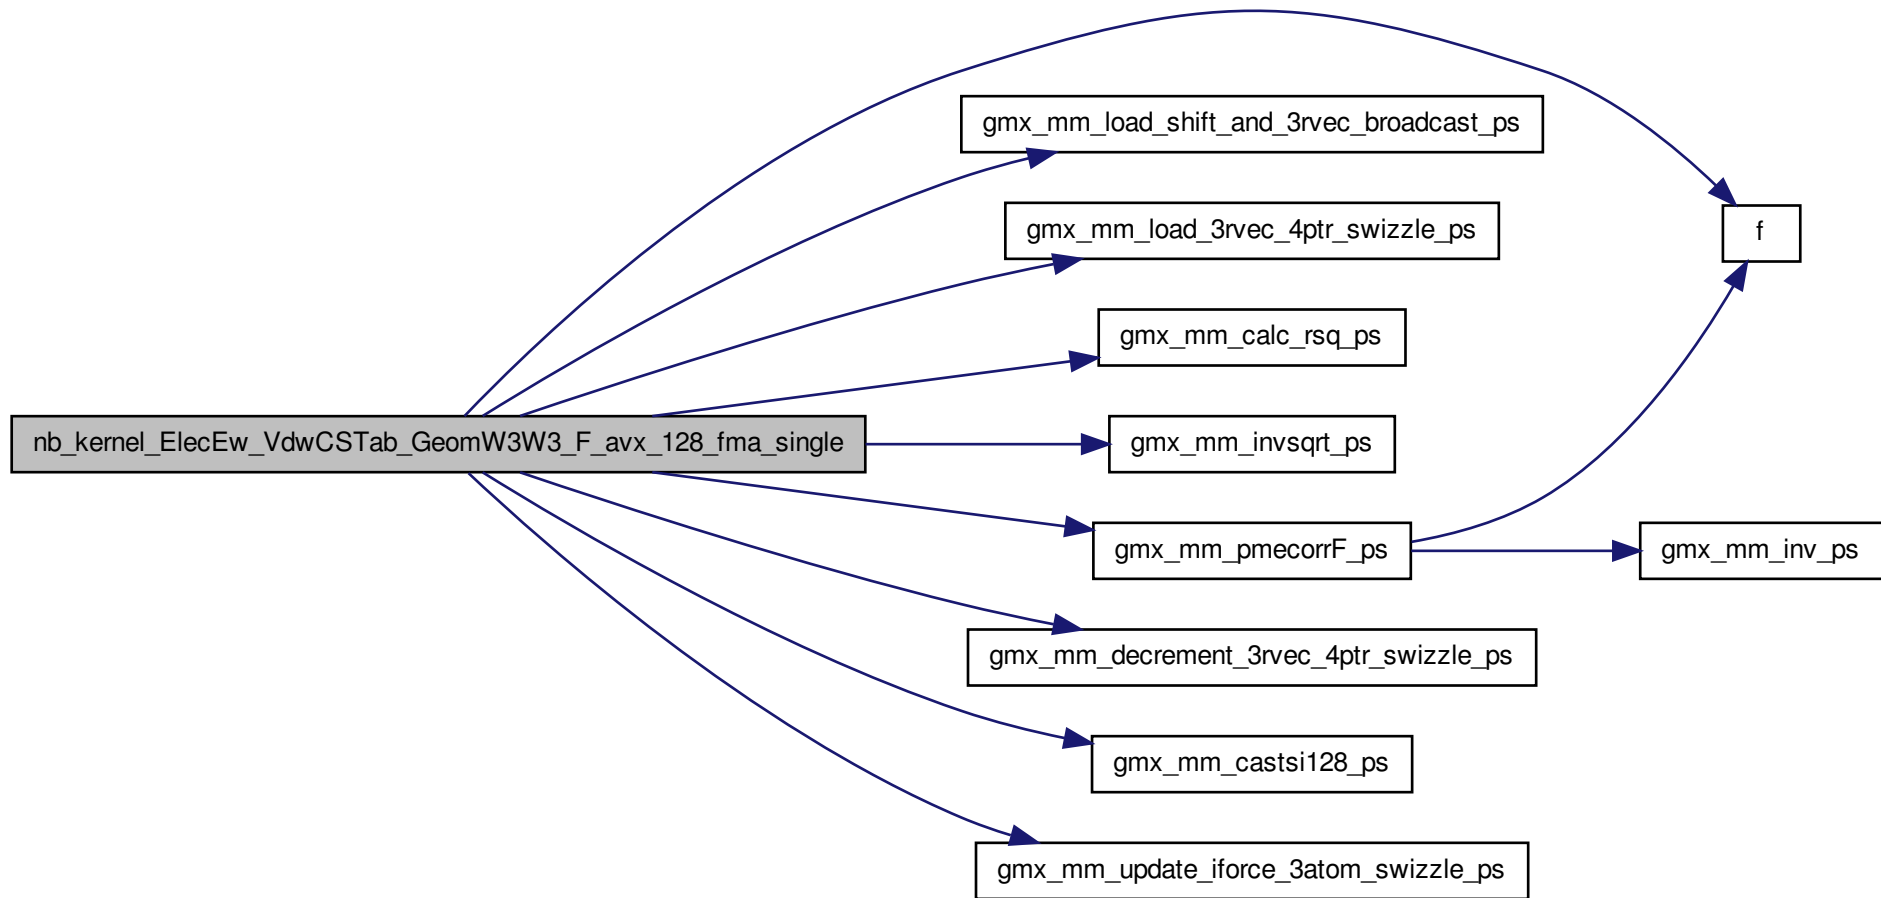 gmx_mm_load_shift_and_3rvec_broadcast_ps
gmx_mm_load_3rvec_4ptr_swizzle_ps
f
gmx_mm_calc_rsq_ps
nb_kernel_ElecEw_VdwCSTab_GeomW3W3_F_avx_128_fma_single
gmx_mm_invsqrt_ps
gmx_mm_pmecorrF_ps
gmx_mm_inv_ps
gmx_mm_decrement_3rvec_4ptr_swizzle_ps
gmx_mm_castsi128_ps
gmx_mm_update_iforce_3atom_swizzle_ps